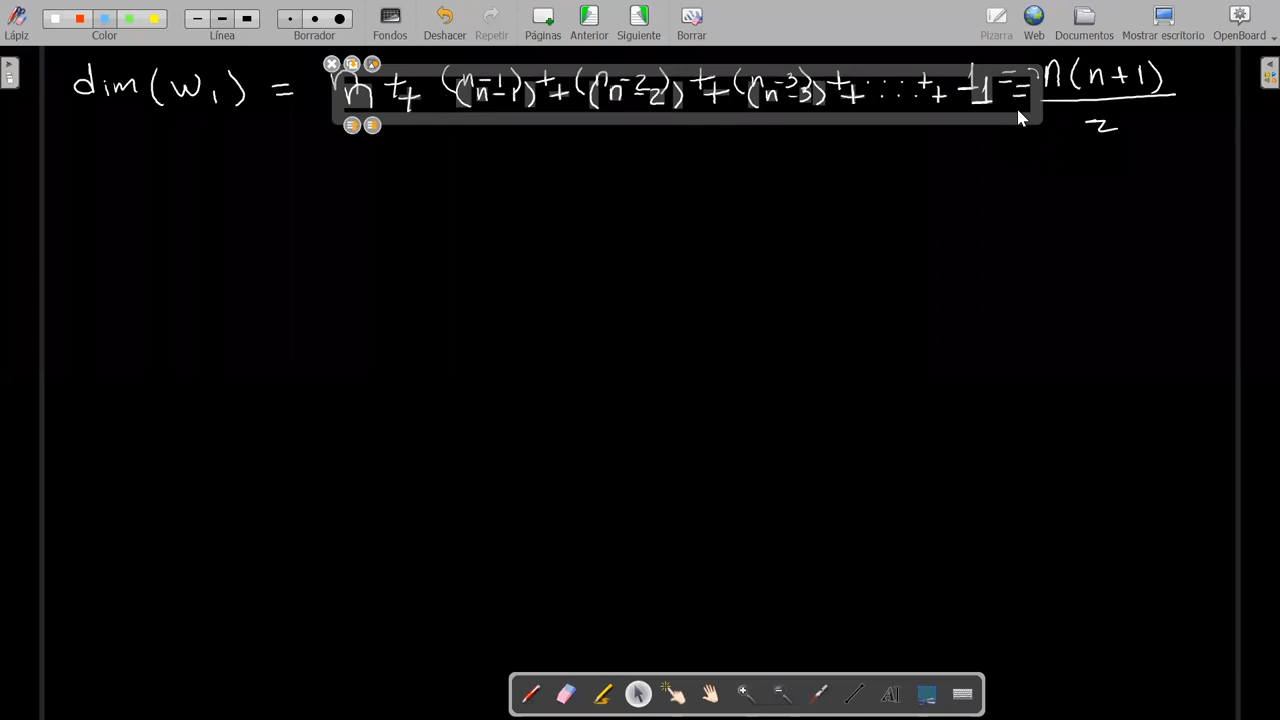 Color Línea Borrador
Lápiz Fondos Deshacer Repetir Páginas Anterior Siguiente Borrar Pizarra Web Documentos Mostrar escritorio OpenBoard
dim(W₁) = n + (n-1) + (n-2) + (n-3) + ···· + 1 = n(n+1)
2